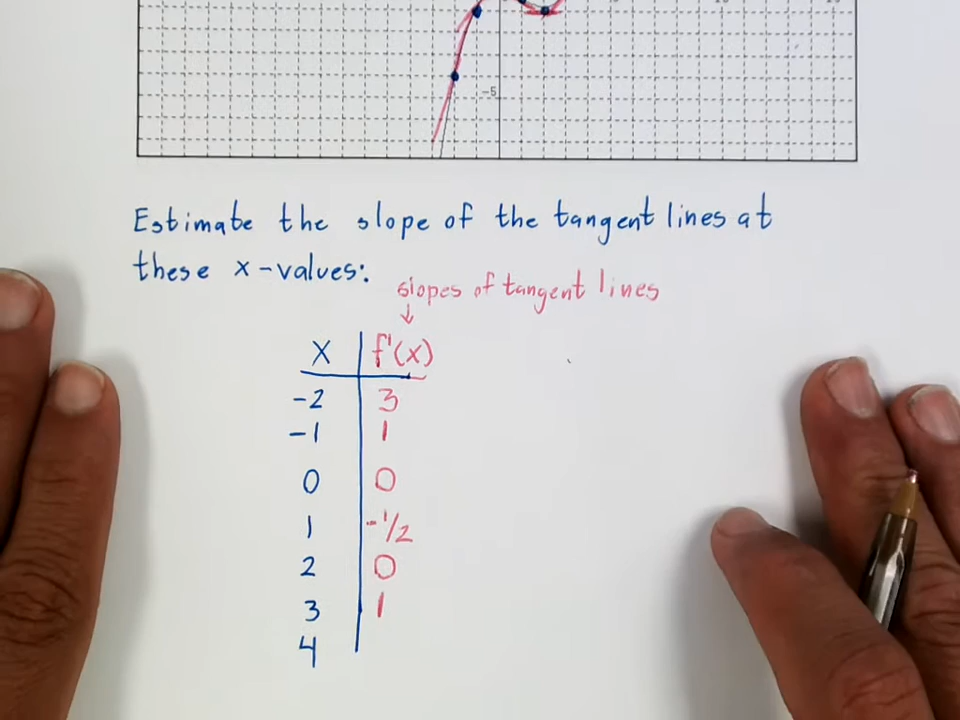 -5
Estimate the slope of the tangent lines at
these x-values:
slopes of tangent lines
↓
x f'(x)
-2 3
-1 1
0 0
1 -1/2
2 0
3 1
4